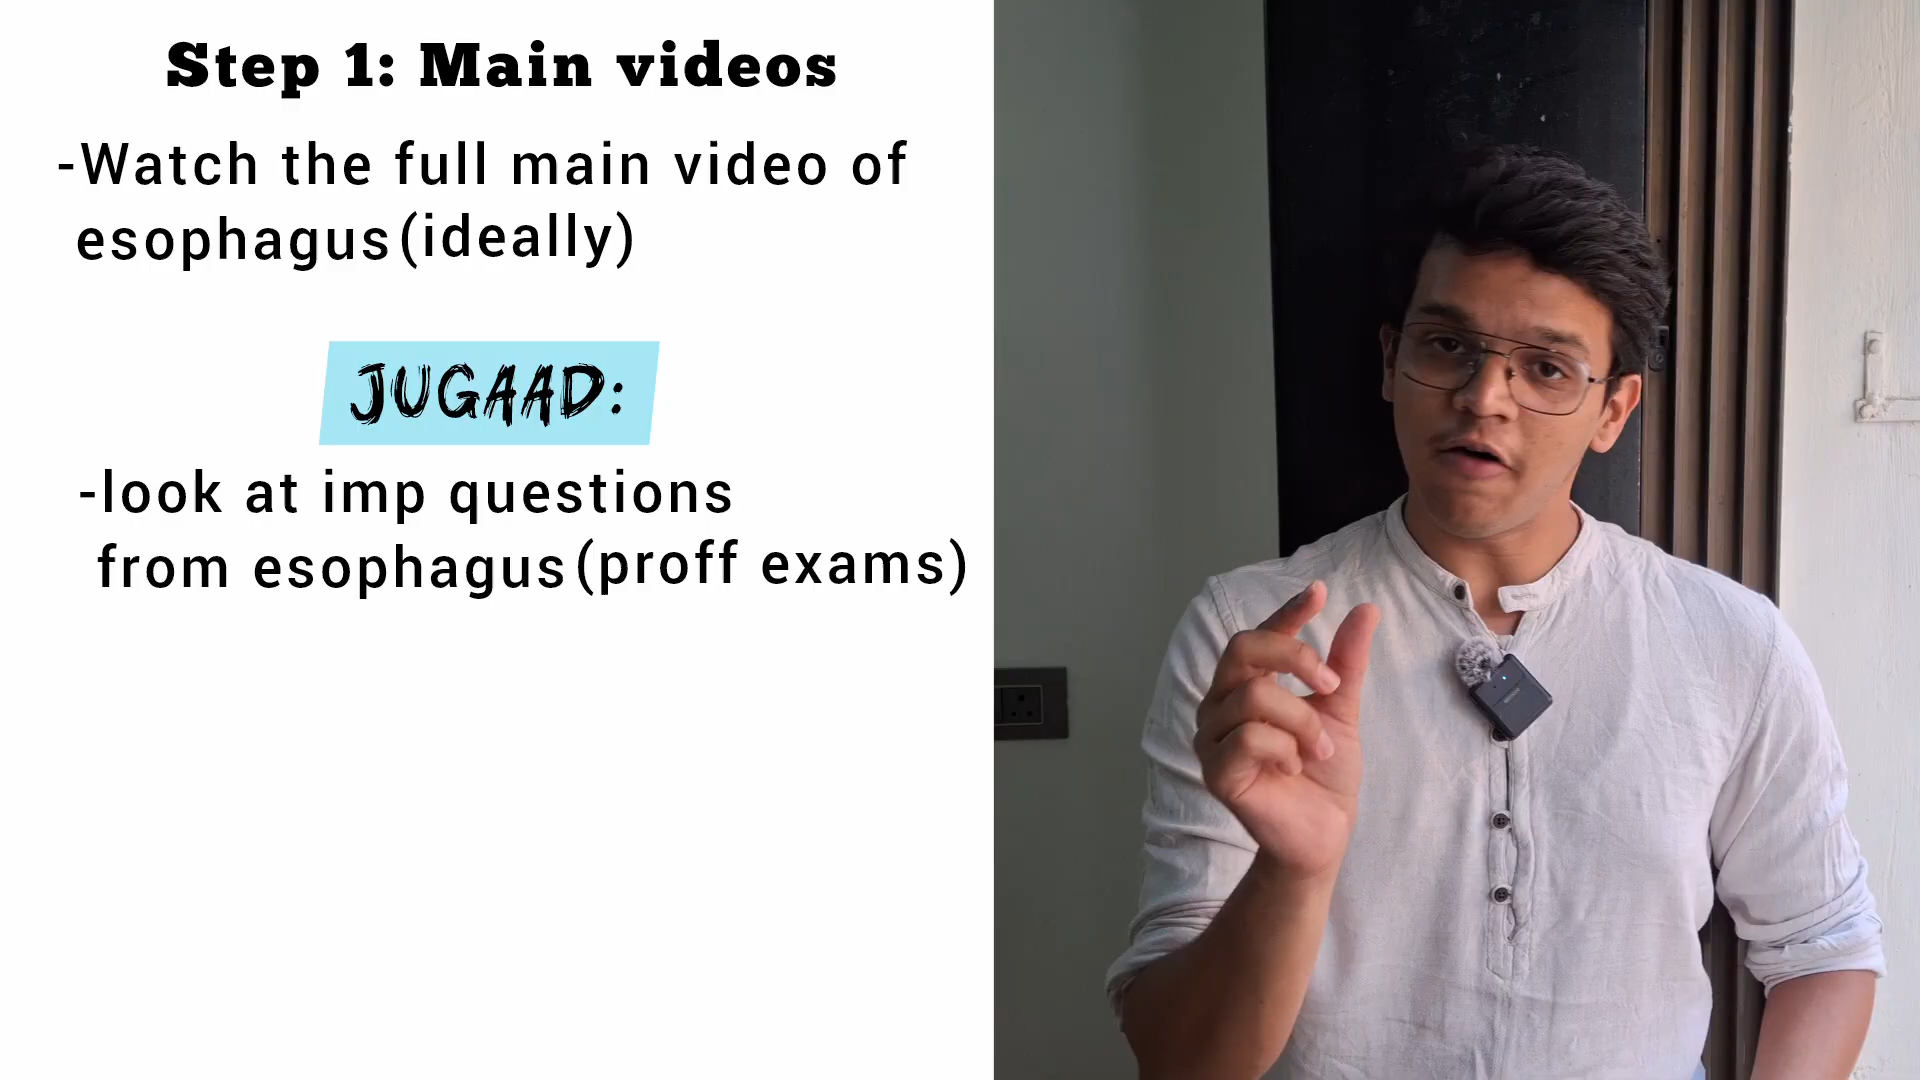 Step 1: Main videos
-Watch the full main video of
esophagus(ideally)
JUGAAD:
-look at imp questions
from esophagus(proff exams)